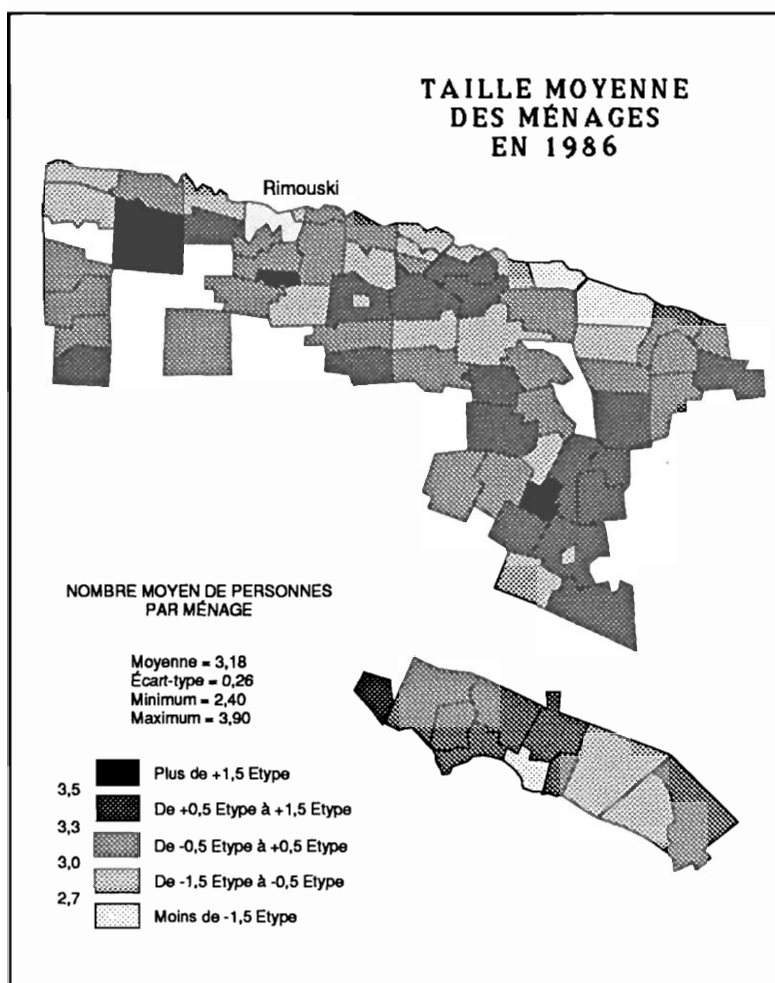 TAILLE MOYENNE
DES MÉNAGES
EN 1986
Rimouski
NOMBRE MOYEN DE PERSONNES
PAR MÉNAGE
Moyenne = 3,18
Écart-type = 0,26
Minimum = 2,40
Maximum = 3,90
Plus de +1,5 Etype
3,5
De +0,5 Etype à +1,5 Etype
3,3
De -0,5 Etype à +0,5 Etype
3,0
De -1,5 Etype à -0,5 Etype
2,7
Moins de -1,5 Etype